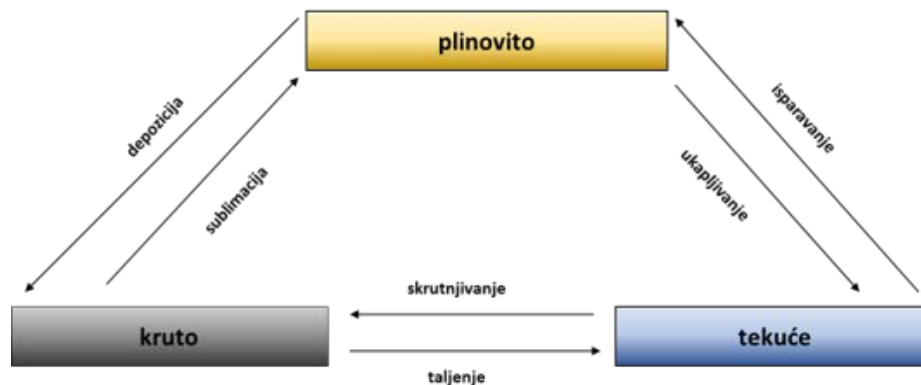 plinovito
depozicija
sublimacija
ukapljivanje
isparavanje
skrutnjivanje
kruto
tekuće
taljenje